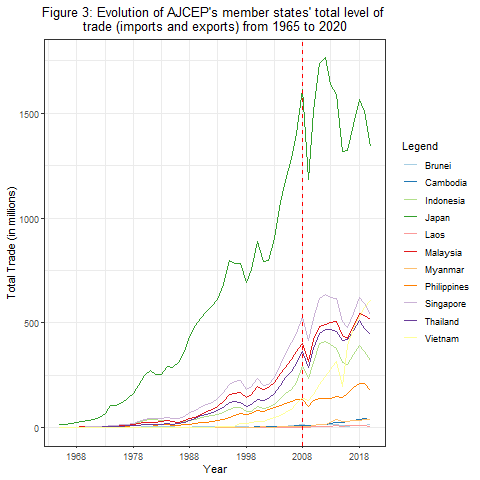 Figure 3: Evolution of AJCEP's member states' total level of
trade (imports and exports) from 1965 to 2020
Total Trade (in millions)
1500
1000
500
0
1968
1978
1988
1998
2008
2018
Year
Legend
Brunei
Cambodia
Indonesia
Japan
Laos
Malaysia
Myanmar
Philippines
Singapore
Thailand
Vietnam